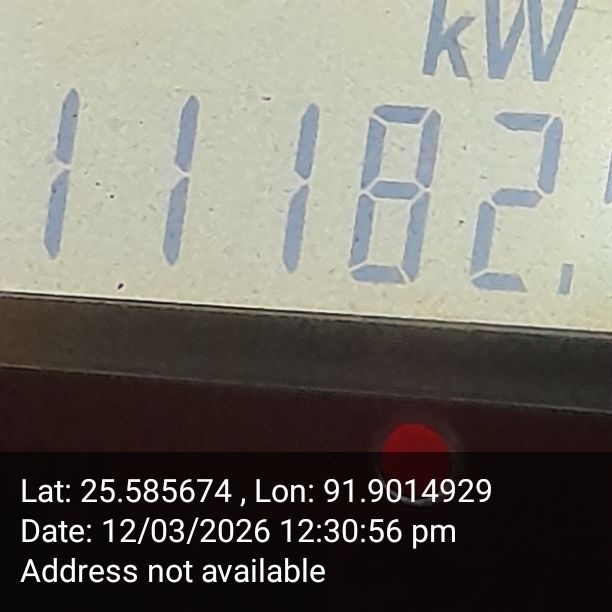 kW
11182.
Lat: 25.585674 , Lon: 91.9014929
Date: 12/03/2026 12:30:56 pm
Address not available